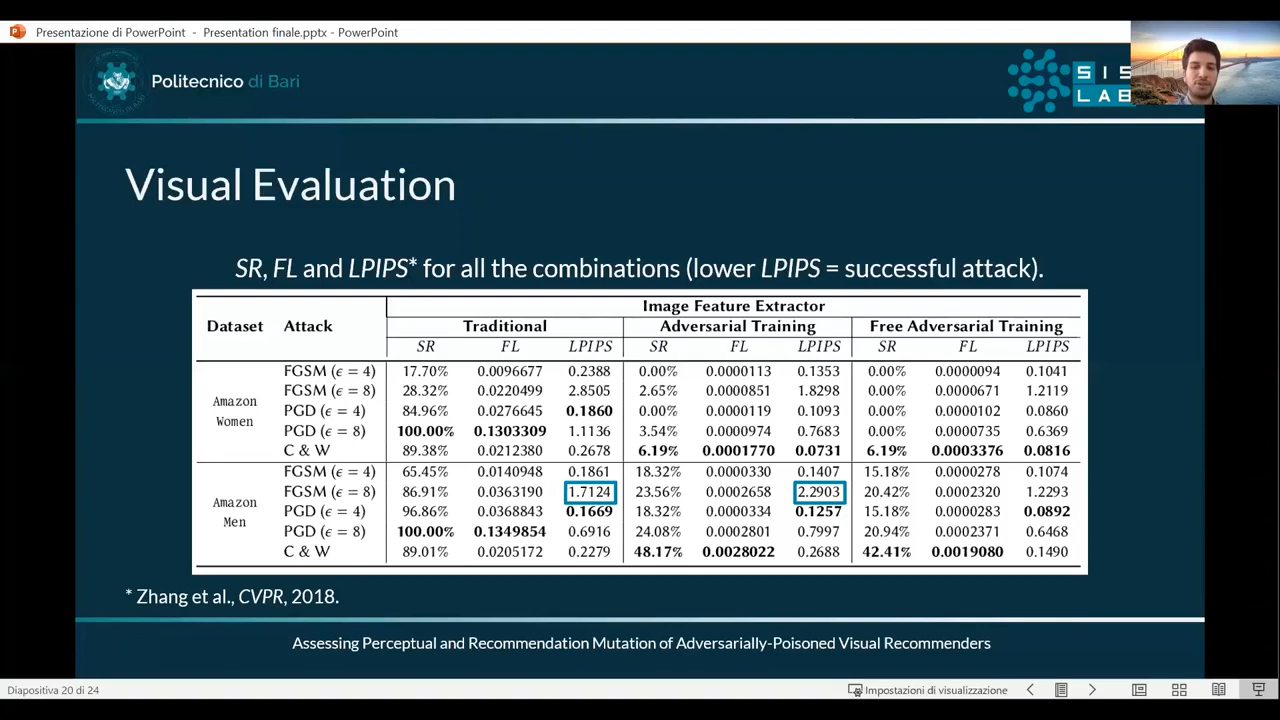 Presentazione di PowerPoint - Presentation finale.pptx - PowerPoint
Politecnico di Bari
SIS
LAB
Visual Evaluation
SR, FL and LPIPS* for all the combinations (lower LPIPS = successful attack).
Image Feature Extractor
Dataset Attack Traditional Adversarial Training Free Adversarial Training
SR FL LPIPS SR FL LPIPS SR FL LPIPS
Amazon Women
FGSM (ϵ = 4) 17.70% 0.0096677 0.2388 0.00% 0.0000113 0.1353 0.00% 0.0000094 0.1041
FGSM (ϵ = 8) 28.32% 0.0220499 2.8505 2.65% 0.0000851 1.8298 0.00% 0.0000671 1.2119
PGD (ϵ = 4) 84.96% 0.0276645 0.1860 0.00% 0.0000119 0.1093 0.00% 0.0000102 0.0860
PGD (ϵ = 8) 100.00% 0.1303309 1.1136 3.54% 0.0000974 0.7683 0.00% 0.0000735 0.6369
C & W 89.38% 0.0212380 0.2678 6.19% 0.0001770 0.0731 6.19% 0.0003376 0.0816
Amazon Men
FGSM (ϵ = 4) 65.45% 0.0140948 0.1861 18.32% 0.0000330 0.1407 15.18% 0.0000278 0.1074
FGSM (ϵ = 8) 86.91% 0.0363190 1.7124 23.56% 0.0002658 2.2903 20.42% 0.0002320 1.2293
PGD (ϵ = 4) 96.86% 0.0368843 0.1669 18.32% 0.0000334 0.1257 15.18% 0.0000283 0.0892
PGD (ϵ = 8) 100.00% 0.1349854 0.6916 24.08% 0.0002801 0.7997 20.94% 0.0002371 0.6468
C & W 89.01% 0.0205172 0.2279 48.17% 0.0028022 0.2688 42.41% 0.0019080 0.1490
* Zhang et al., CVPR, 2018.
Assessing Perceptual and Recommendation Mutation of Adversarially-Poisoned Visual Recommenders
Diapositiva 20 di 24
Impostazioni di visualizzazione